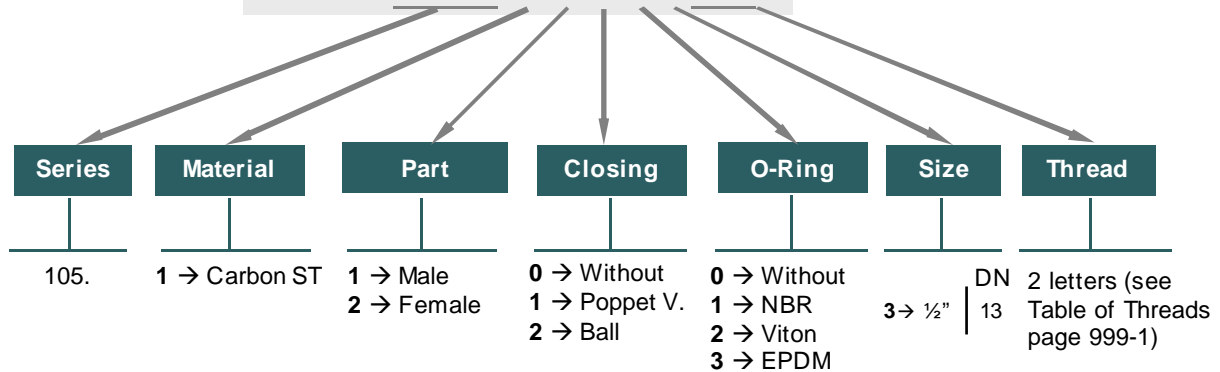 Series Material Part Closing O-Ring Size Thread
105.
1 → Carbon ST
1 → Male
2 → Female
0 → Without
1 → Poppet V.
2 → Ball
0 → Without
1 → NBR
2 → Viton
3 → EPDM
DN
3→ ½” 13
2 letters (see
Table of Threads
page 999-1)